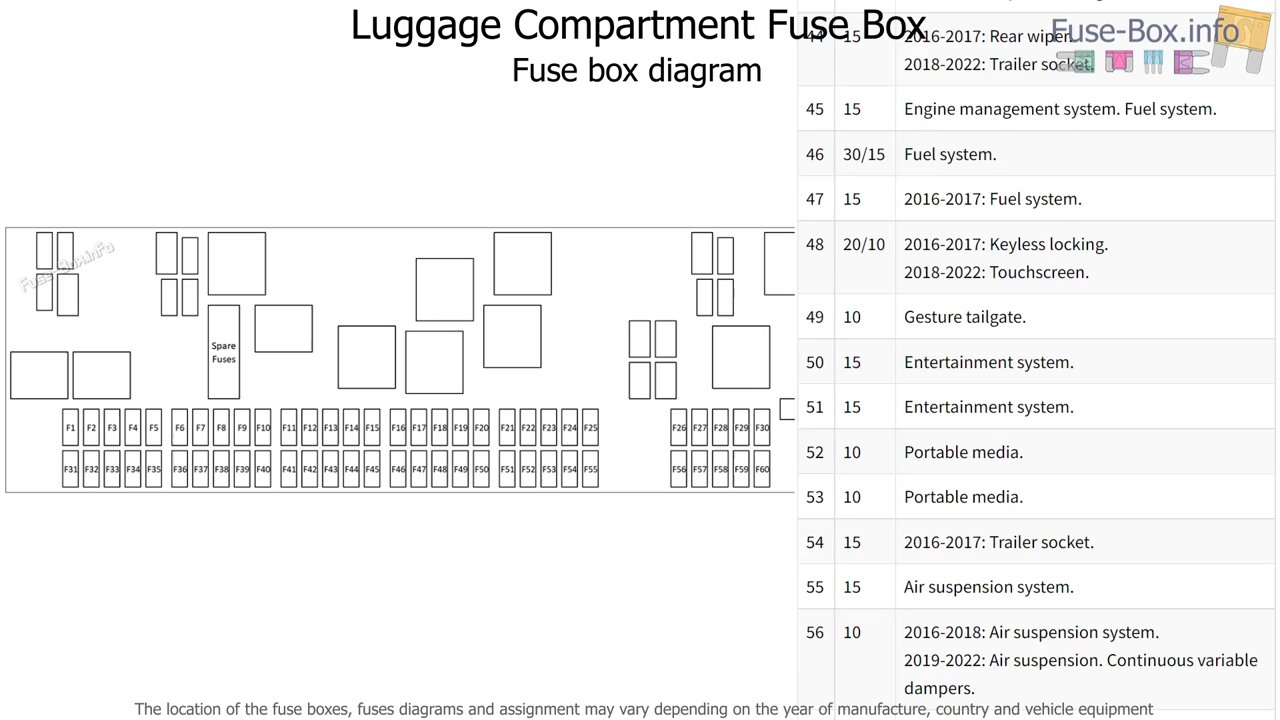 Luggage Compartment Fuse Box
Fuse box diagram
Fuse-Box.info
Fuse-Box.info
Spare
Fuses
F1 F2 F3 F4 F5 F6 F7 F8 F9 F10 F11 F12 F13 F14 F15 F16 F17 F18 F19 F20 F21 F22 F23 F24 F25 F26 F27 F28 F29 F30
F31 F32 F33 F34 F35 F36 F37 F38 F39 F40 F41 F42 F43 F44 F45 F46 F47 F48 F49 F50 F51 F52 F53 F54 F55 F56 F57 F58 F59 F60
44 15 2016-2017: Rear wiper.
2018-2022: Trailer socket.
45 15 Engine management system. Fuel system.
46 30/15 Fuel system.
47 15 2016-2017: Fuel system.
48 20/10 2016-2017: Keyless locking.
2018-2022: Touchscreen.
49 10 Gesture tailgate.
50 15 Entertainment system.
51 15 Entertainment system.
52 10 Portable media.
53 10 Portable media.
54 15 2016-2017: Trailer socket.
55 15 Air suspension system.
56 10 2016-2018: Air suspension system.
2019-2022: Air suspension. Continuous variable
dampers.
The location of the fuse boxes, fuses diagrams and assignment may vary depending on the year of manufacture, country and vehicle equipment